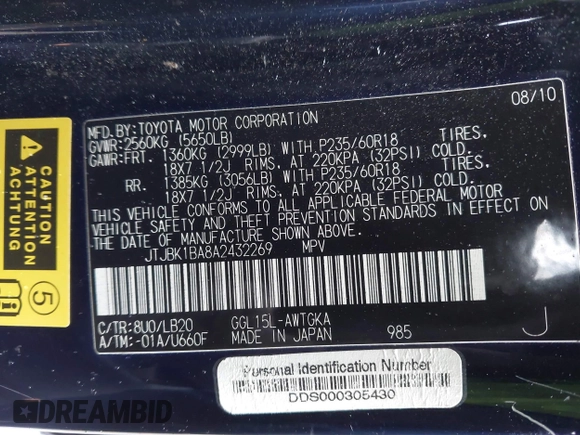 08/10
MFD.BY:TOYOTA MOTOR CORPORATION
GVWR:2560KG (5650LB)
GAWR:FRT. 1360KG (2999LB) WITH P235/60R18 TIRES.
18X7 1/2J RIMS. AT 220KPA (32PSI) COLD.
RR. 1385KG (3056LB) WITH P235/60R18 TIRES.
18X7 1/2J RIMS. AT 220KPA (32PSI) COLD.
THIS VEHICLE CONFORMS TO ALL APPLICABLE FEDERAL MOTOR
VEHICLE SAFETY AND THEFT PREVENTION STANDARDS IN EFFECT ON
THE DATE OF MANUFACTURE SHOWN ABOVE.
JTJBK1BA8A2432269 MPV
C/TR:8U0/LB20 GGL15L-AWTGKA
A/TM:-01A/U660F MADE IN JAPAN 985 J
Personal Identification Number
DDS000305430
CAUTION
ATTENTION
ACHTUNG
5
DREAMBID